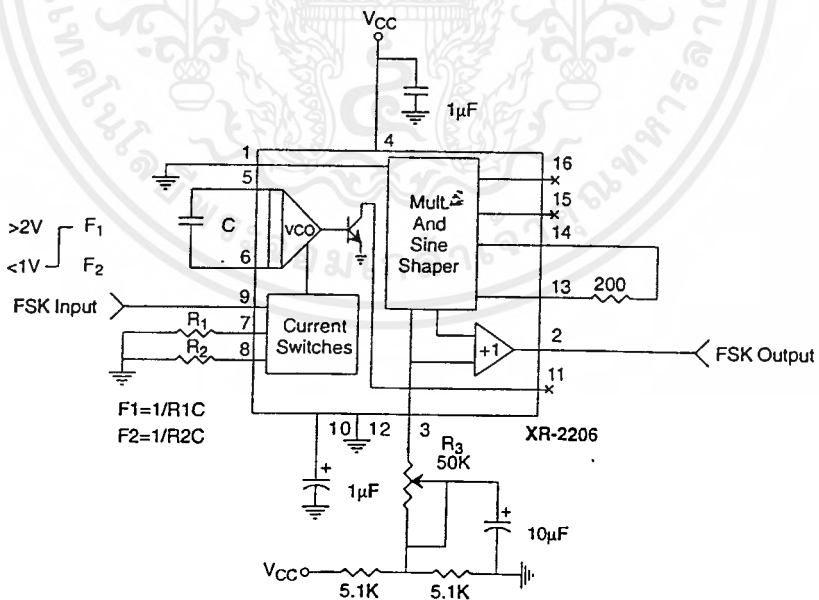 VCC
1μF
4
1
16
5
15
Mult.
And
Sine
Shaper
14
C
VCO
>2V
F1
<1V
F2
6
13
200
9
FSK Input
7
R1
Current
Switches
8
R2
+1
2
FSK Output
11
F1=1/R1C
F2=1/R2C
10
12
3
XR-2206
R3
50K
+
1μF
+
10μF
VCC
5.1K
5.1K